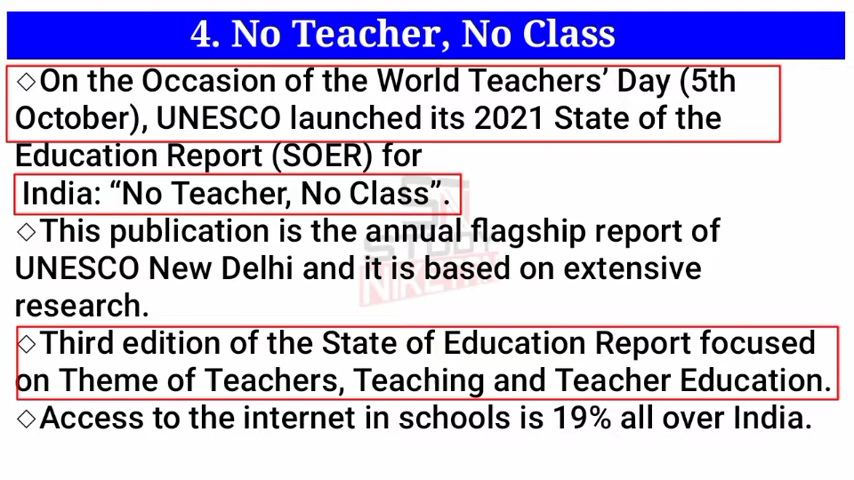 4. No Teacher, No Class
◇On the Occasion of the World Teachers' Day (5th
October), UNESCO launched its 2021 State of the
Education Report (SOER) for
India: “No Teacher, No Class”.
◇This publication is the annual flagship report of
UNESCO New Delhi and it is based on extensive
research.
◇Third edition of the State of Education Report focused
on Theme of Teachers, Teaching and Teacher Education.
◇Access to the internet in schools is 19% all over India.
STUDY
NIKETAN